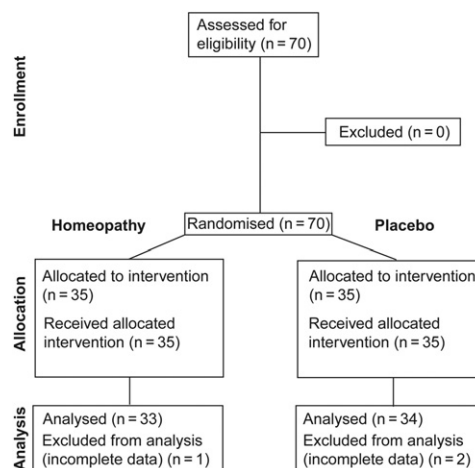 Assessed for
eligibility (n = 70)
Enrollment
Excluded (n = 0)
Homeopathy
Randomised (n = 70)
Placebo
Allocation
Allocated to intervention
(n = 35)
Received allocated
intervention (n = 35)
Allocated to intervention
(n = 35)
Received allocated
intervention (n = 35)
Analysis
Analysed (n = 33)
Excluded from analysis
(incomplete data) (n = 1)
Analysed (n = 34)
Excluded from analysis
(incomplete data) (n = 2)